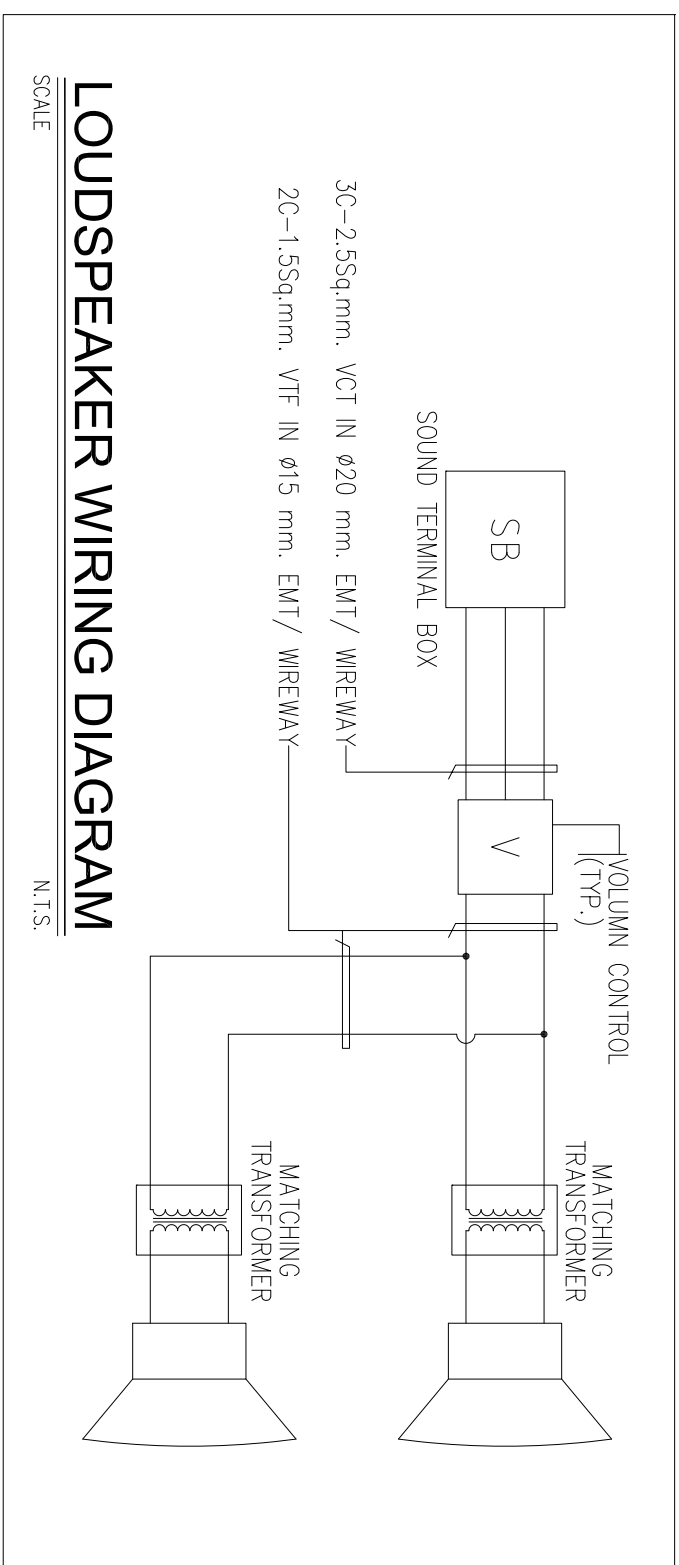 VOLUMN CONTROL
(TYP.)
MATCHING
TRANSFORMER
SB
V
SOUND TERMINAL BOX
3C-2.5Sq.mm. VCT IN ø20 mm. EMT/ WIREWAY
2C-1.5Sq.mm. VTF IN ø15 mm. EMT/ WIREWAY
MATCHING
TRANSFORMER
LOUDSPEAKER WIRING DIAGRAM
SCALE
N.T.S.